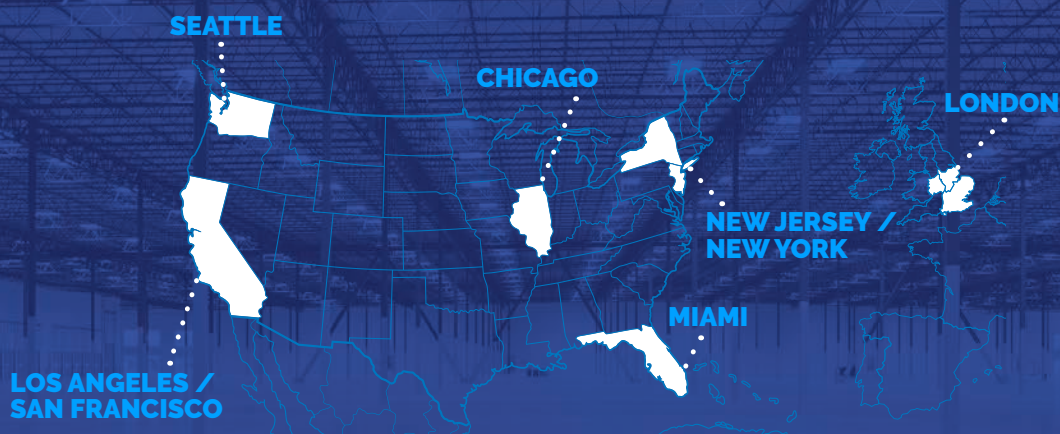 SEATTLE
CHICAGO
LONDON
NEW JERSEY /
NEW YORK
MIAMI
LOS ANGELES /
SAN FRANCISCO